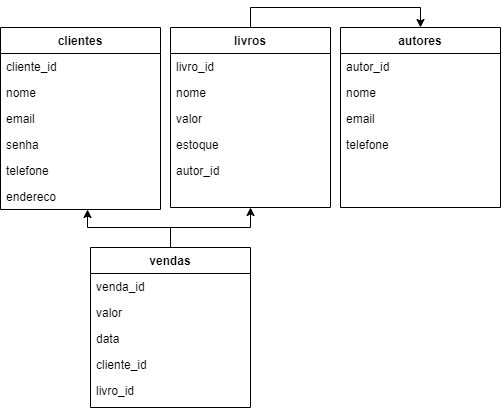 clientes
cliente_id
nome
email
senha
telefone
endereco
livros
livro_id
nome
valor
estoque
autor_id
autores
autor_id
nome
email
telefone
vendas
venda_id
valor
data
cliente_id
livro_id